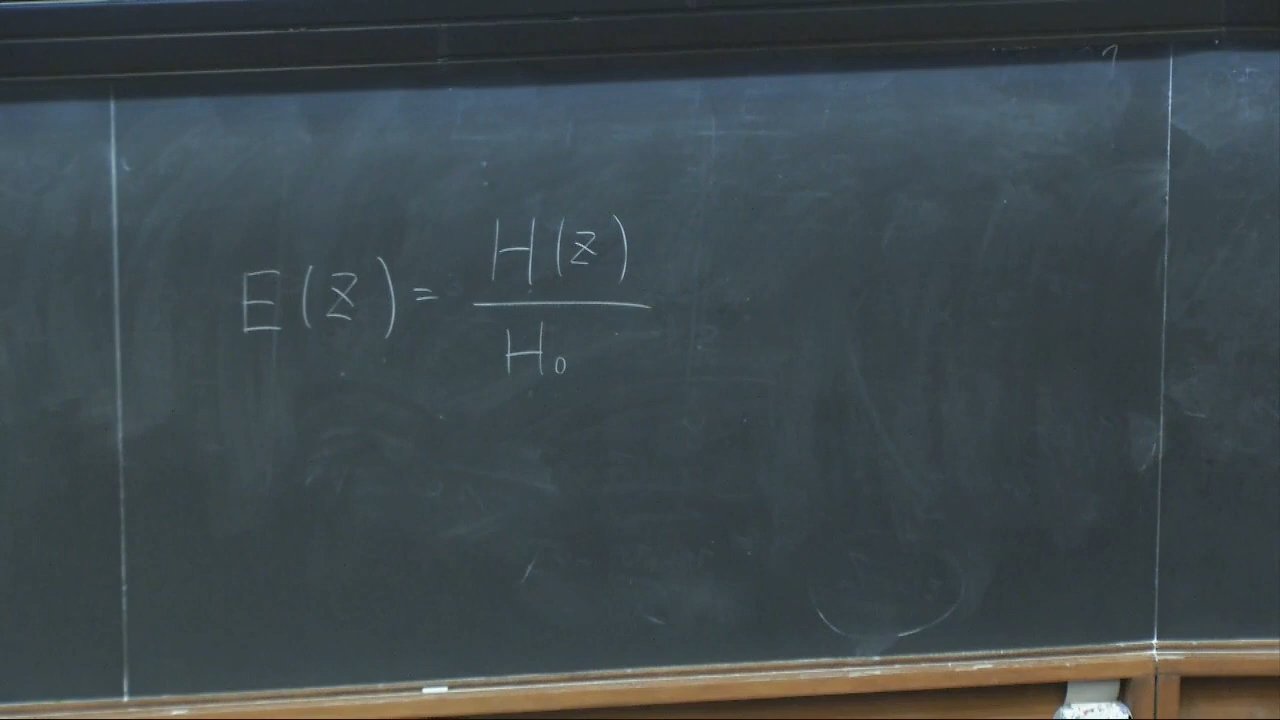 E(z) = H(z) / H₀